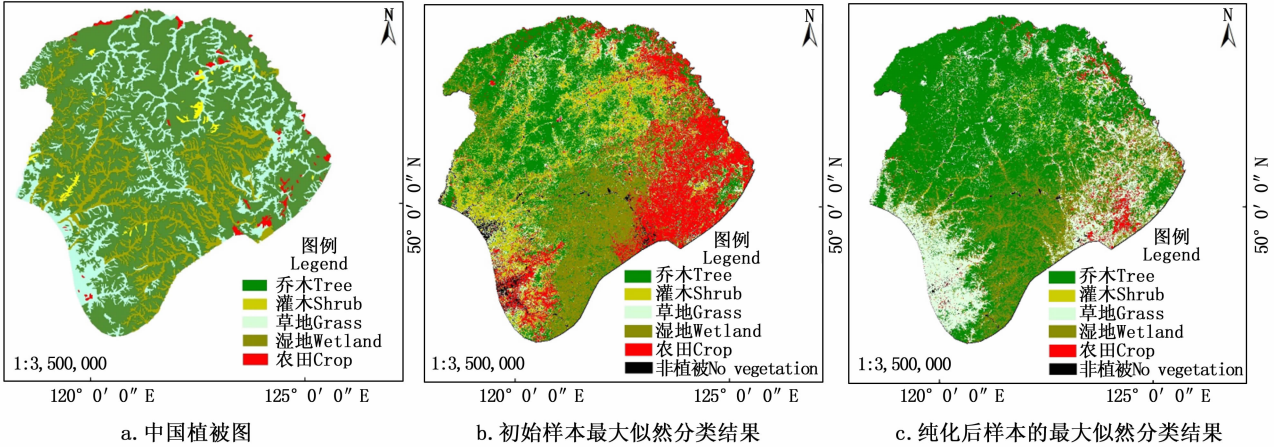 N
图例
Legend
乔木Tree
灌木Shrub
草地Grass
湿地Wetland
农田Crop
1:3,500,000
120° 0′ 0″ E
125° 0′ 0″ E
50° 0′ 0″ N
a.中国植被图
N
图例
Legend
乔木Tree
灌木Shrub
草地Grass
湿地Wetland
农田Crop
非植被No vegetation
1:3,500,000
120° 0′ 0″ E
125° 0′ 0″ E
50° 0′ 0″ N
b.初始样本最大似然分类结果
N
图例
Legend
乔木Tree
灌木Shrub
草地Grass
湿地Wetland
农田Crop
非植被No vegetation
1:3,500,000
120° 0′ 0″ E
125° 0′ 0″ E
50° 0′ 0″ N
c.纯化后样本的最大似然分类结果